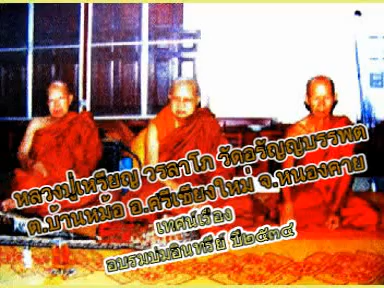 หลวงปู่เหรียญ วรลาโภ วัดอรัญญบรรพต
ต.บ้านหม้อ อ.ศรีเชียงใหม่ จ.หนองคาย
เทศน์เรื่อง
อบรมบ่มอินทรีย์ ปี๒๕๓๔